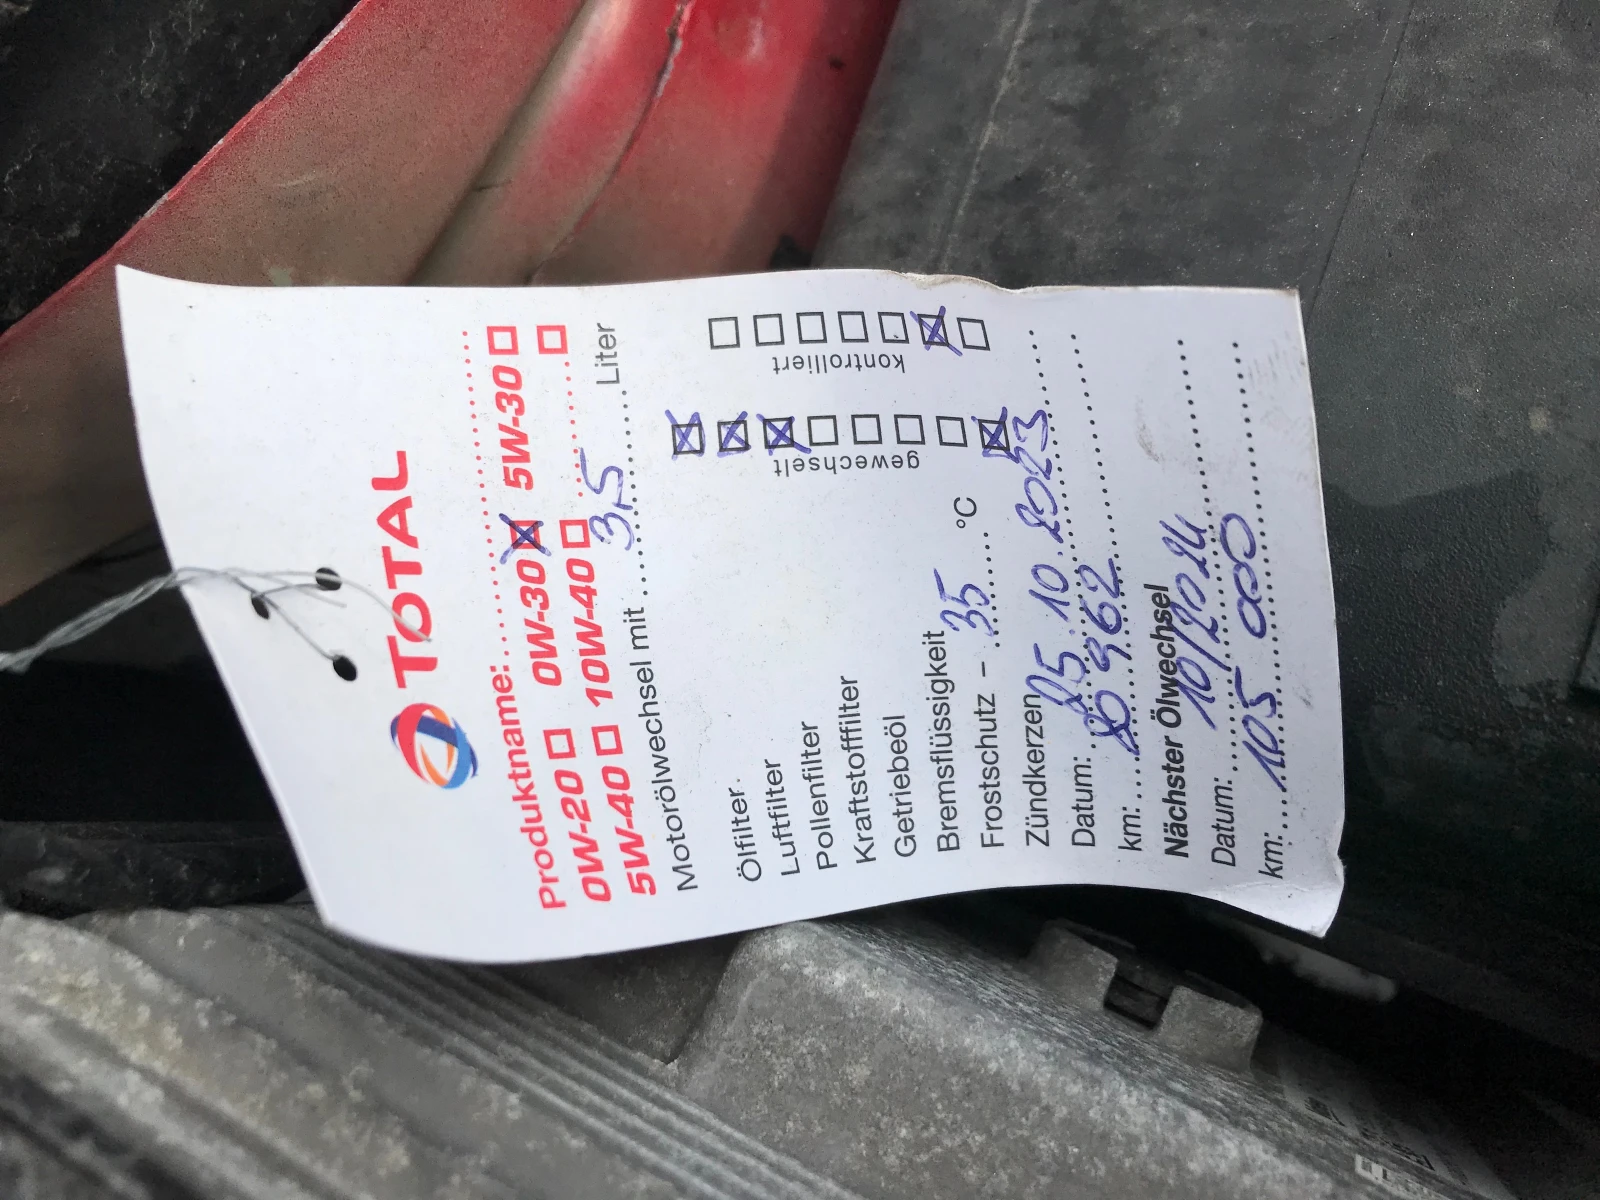 TOTAL
Produktname:
0W-20 0W-30 5W-30
5W-40 10W-40
Motorölwechsel mit 3,5 Liter
gewechselt kontrolliert
Ölfilter
Luftfilter
Pollenfilter
Kraftstofffilter
Getriebeöl
Bremsflüssigkeit
Frostschutz - 35 °C
Zündkerzen
Datum: 25.10.2023
km:
Nächster Ölwechsel
Datum: 10/2024
km: 105 000